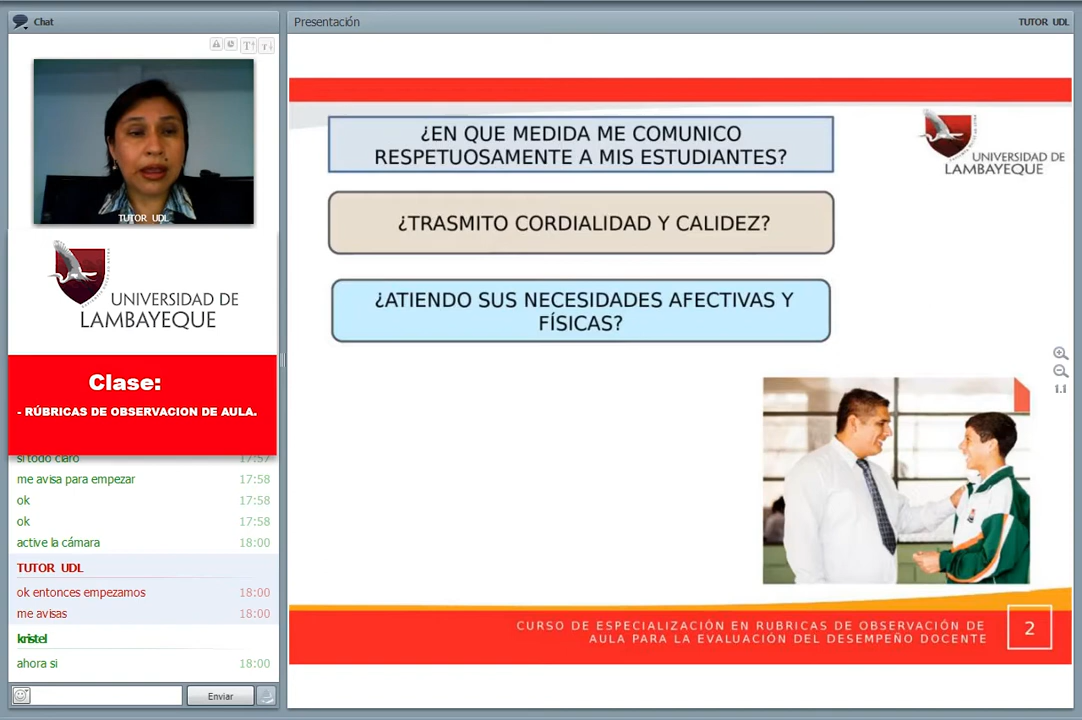 Chat
TUTOR UDL
UNIVERSIDAD DE
LAMBAYEQUE
Clase:
- RÚBRICAS DE OBSERVACION DE AULA.
si todo claro 17:57
me avisa para empezar 17:58
ok 17:58
ok 17:58
active la cámara 18:00
TUTOR UDL
ok entonces empezamos 18:00
me avisas 18:00
kristel
ahora si 18:00
Enviar
Presentación
TUTOR UDL
¿EN QUE MEDIDA ME COMUNICO
RESPETUOSAMENTE A MIS ESTUDIANTES?
UNIVERSIDAD DE
LAMBAYEQUE
¿TRASMITO CORDIALIDAD Y CALIDEZ?
¿ATIENDO SUS NECESIDADES AFECTIVAS Y
FÍSICAS?
1.1
CURSO DE ESPECIALIZACIÓN EN RUBRICAS DE OBSERVACIÓN DE
AULA PARA LA EVALUACIÓN DEL DESEMPEÑO DOCENTE
2